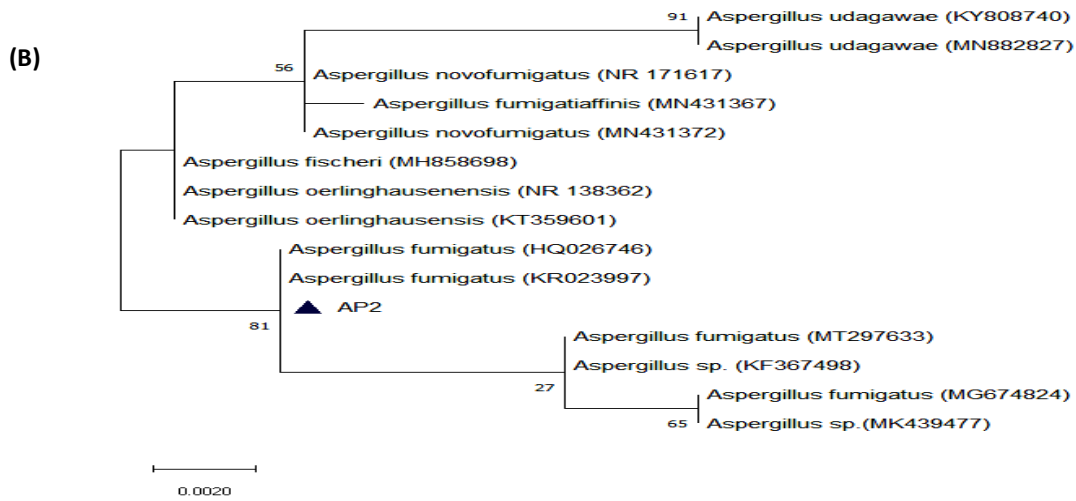 91
Aspergillus udagawae (KY808740)
Aspergillus udagawae (MN882827)
(B)
56
Aspergillus novofumigatus (NR 171617)
Aspergillus fumigatiaffinis (MN431367)
Aspergillus novofumigatus (MN431372)
Aspergillus fischeri (MH858698)
Aspergillus oerlinghausenensis (NR 138362)
Aspergillus oerlinghausensis (KT359601)
Aspergillus fumigatus (HQ026746)
Aspergillus fumigatus (KR023997)
AP2
81
Aspergillus fumigatus (MT297633)
Aspergillus sp. (KF367498)
27
Aspergillus fumigatus (MG674824)
65
Aspergillus sp.(MK439477)
0.0020